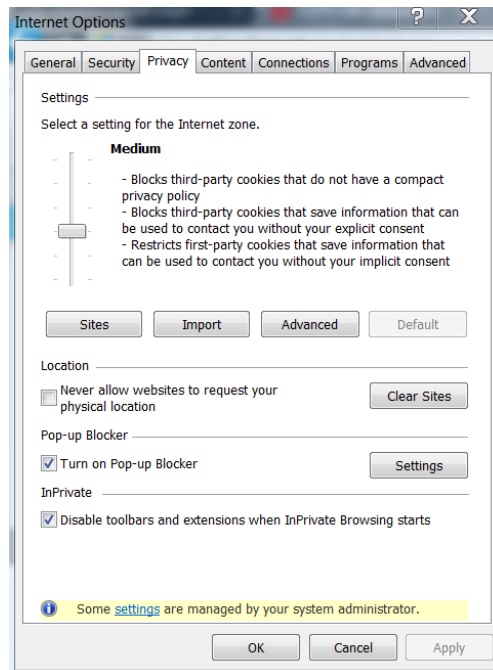 Internet Options
General Security Privacy Content Connections Programs Advanced
Settings
Select a setting for the Internet zone.
Medium
- Blocks third-party cookies that do not have a compact
privacy policy
- Blocks third-party cookies that save information that can
be used to contact you without your explicit consent
- Restricts first-party cookies that save information that
can be used to contact you without your implicit consent
Sites Import Advanced Default
Location
Never allow websites to request your
physical location
Clear Sites
Pop-up Blocker
Turn on Pop-up Blocker
Settings
InPrivate
Disable toolbars and extensions when InPrivate Browsing starts
Some settings are managed by your system administrator.
OK Cancel Apply